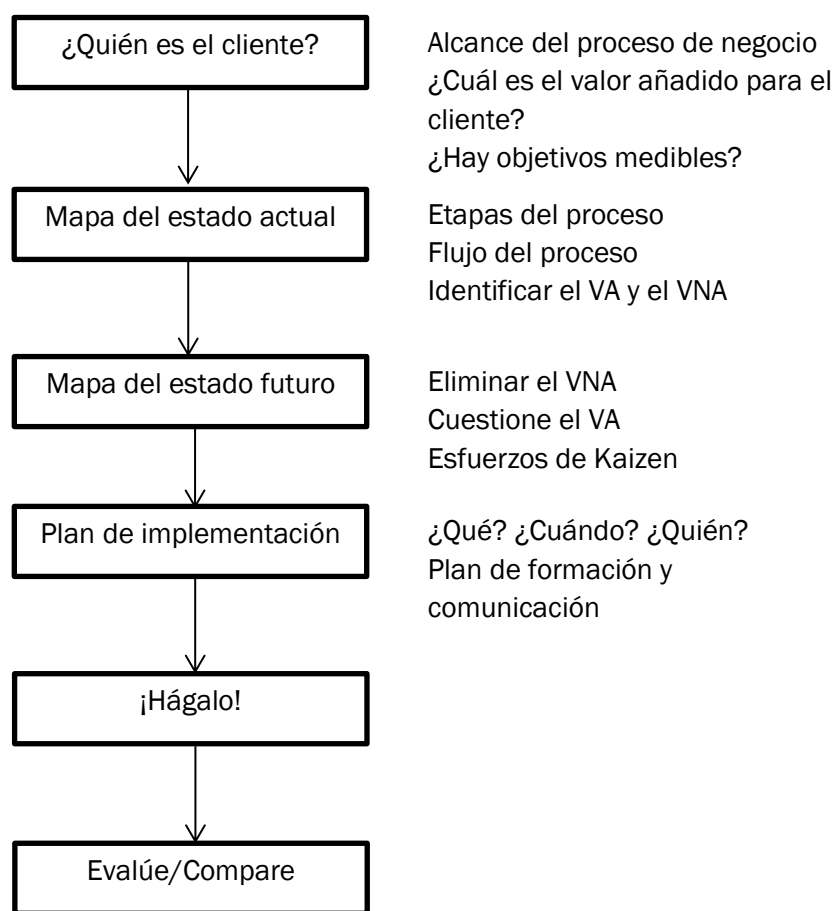 ¿Quién es el cliente?
Alcance del proceso de negocio
¿Cuál es el valor añadido para el
cliente?
¿Hay objetivos medibles?
Mapa del estado actual
Etapas del proceso
Flujo del proceso
Identificar el VA y el VNA
Mapa del estado futuro
Eliminar el VNA
Cuestione el VA
Esfuerzos de Kaizen
Plan de implementación
¿Qué? ¿Cuándo? ¿Quién?
Plan de formación y
comunicación
¡Hágalo!
Evalúe/Compare